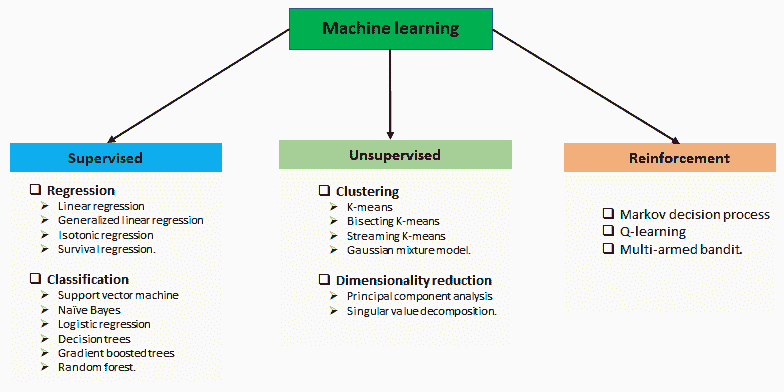 Machine learning
Supervised
Regression
Linear regression
Generalized linear regression
Isotonic regression
Survival regression.
Classification
Support vector machine
Naïve Bayes
Logistic regression
Decision trees
Gradient boosted trees
Random forest.
Unsupervised
Clustering
K-means
Bisecting K-means
Streaming K-means
Gaussian mixture model.
Dimensionality reduction
Principal component analysis
Singular value decomposition.
Reinforcement
Markov decision process
Q-learning
Multi-armed bandit.